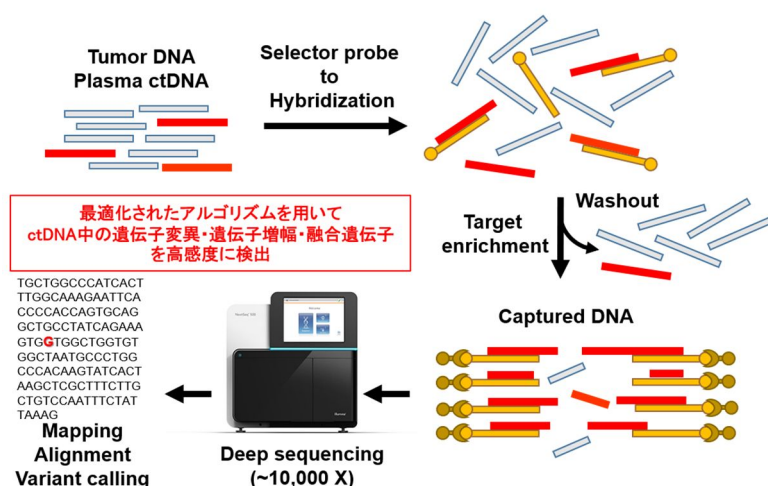 Tumor DNA
Plasma ctDNA
Selector probe
to
Hybridization
Washout
Target
enrichment
最適化されたアルゴリズムを用いて
ctDNA中の遺伝子変異・遺伝子増幅・融合遺伝子
を高感度に検出
Captured DNA
TGCTGGCCCATCACT
TTGGCAAAGAATTCA
CCCCACCAGTGCAG
GCTGCCTATCAGAAA
GTGGTGGCTGGTGT
GGCTAATGCCCTGG
CCCACAAGTATCACT
AAGCTCGCTTTCTTG
CTGTCCAATTTCTAT
TAAAG
Mapping
Alignment
Variant calling
Deep sequencing
(~10,000 X)